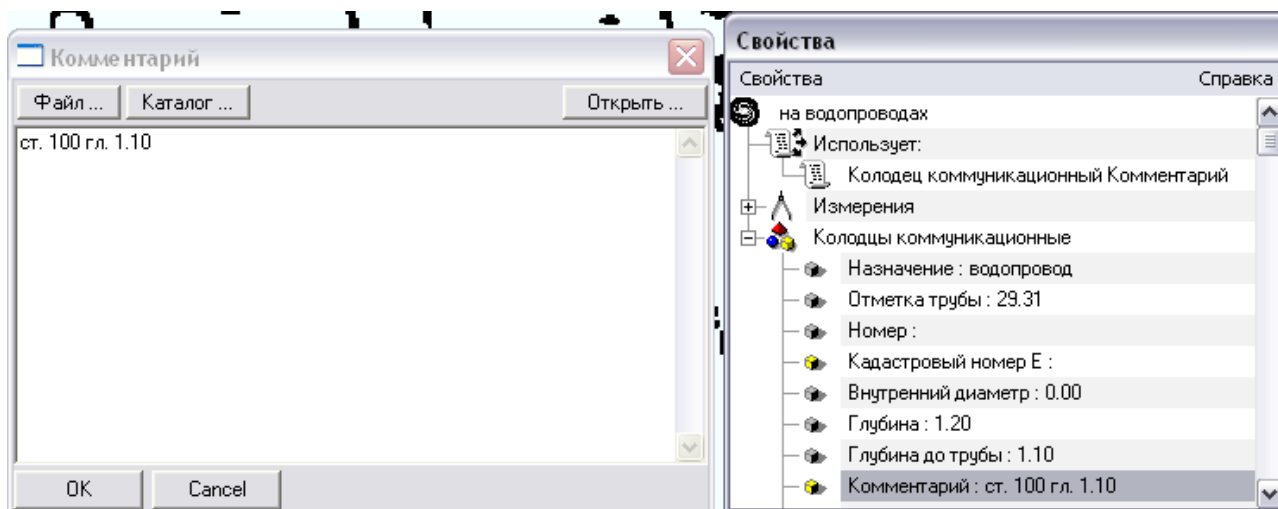 Комментарий
Файл ... Каталог ... Открыть ...
ст. 100 гл. 1.10
OK Cancel
Свойства
Свойства Справка
на водопроводах
Использует:
Колодец коммуникационный Комментарий
Измерения
Колодцы коммуникационные
Назначение : водопровод
Отметка трубы : 29.31
Номер :
Кадастровый номер Е :
Внутренний диаметр : 0.00
Глубина : 1.20
Глубина до трубы : 1.10
Комментарий : ст. 100 гл. 1.10